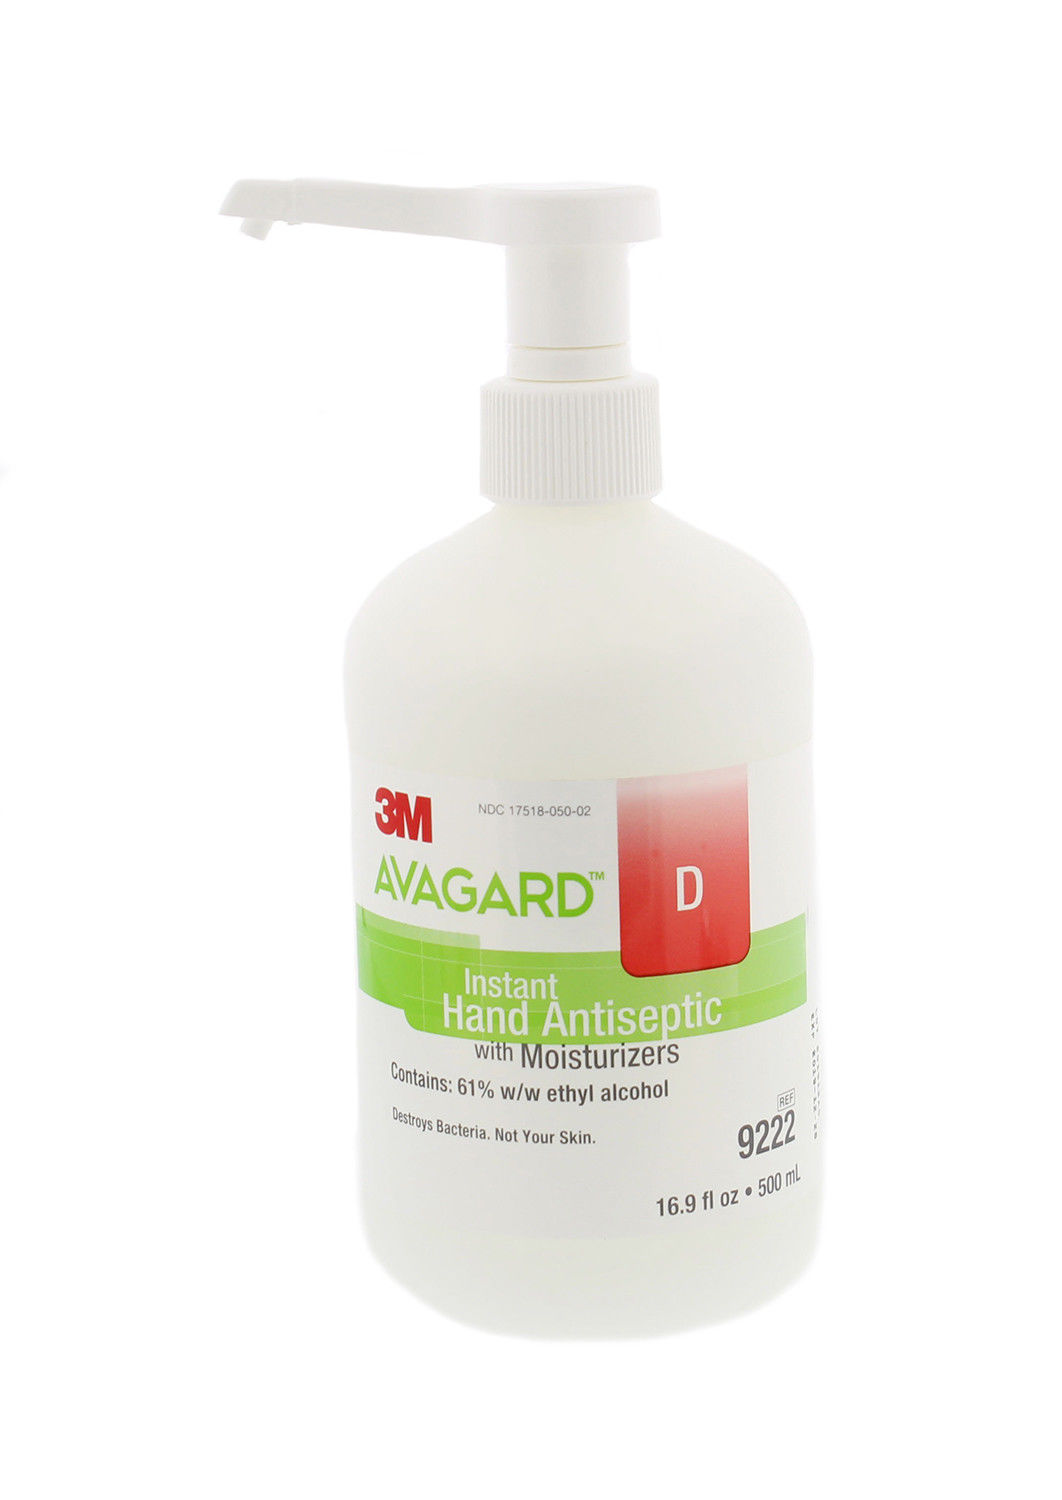 3M
NDC 17518-050-02
AVAGARD™
D
Instant
Hand Antiseptic
with Moisturizers
Contains: 61% w/w ethyl alcohol
Destroys Bacteria. Not Your Skin.
REF
9222
16.9 fl oz • 500 mL